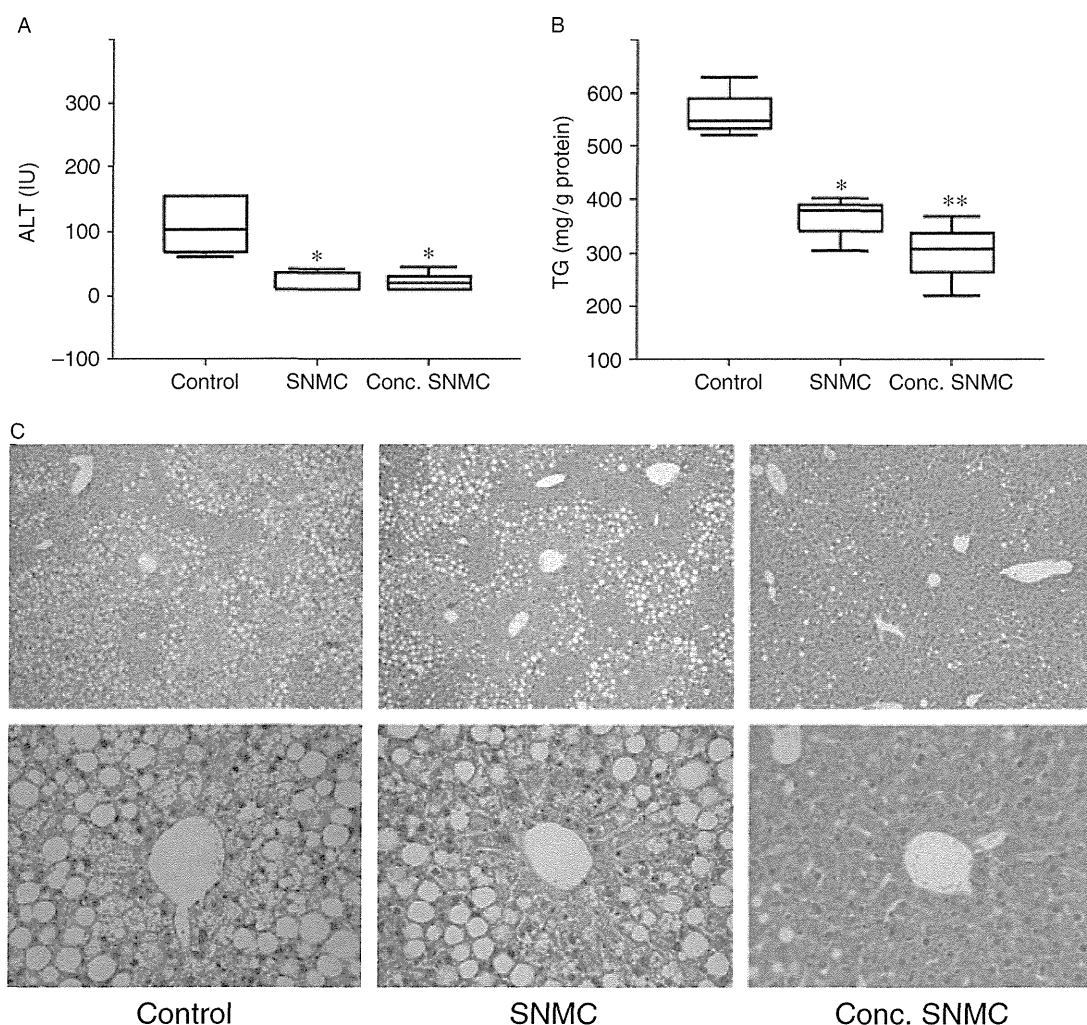 A
ALT (IU)
300
200
100
0
−100
*
*
Control
SNMC
Conc. SNMC
B
TG (mg/g protein)
600
500
400
300
200
100
*
**
Control
SNMC
Conc. SNMC
C
Control
SNMC
Conc. SNMC